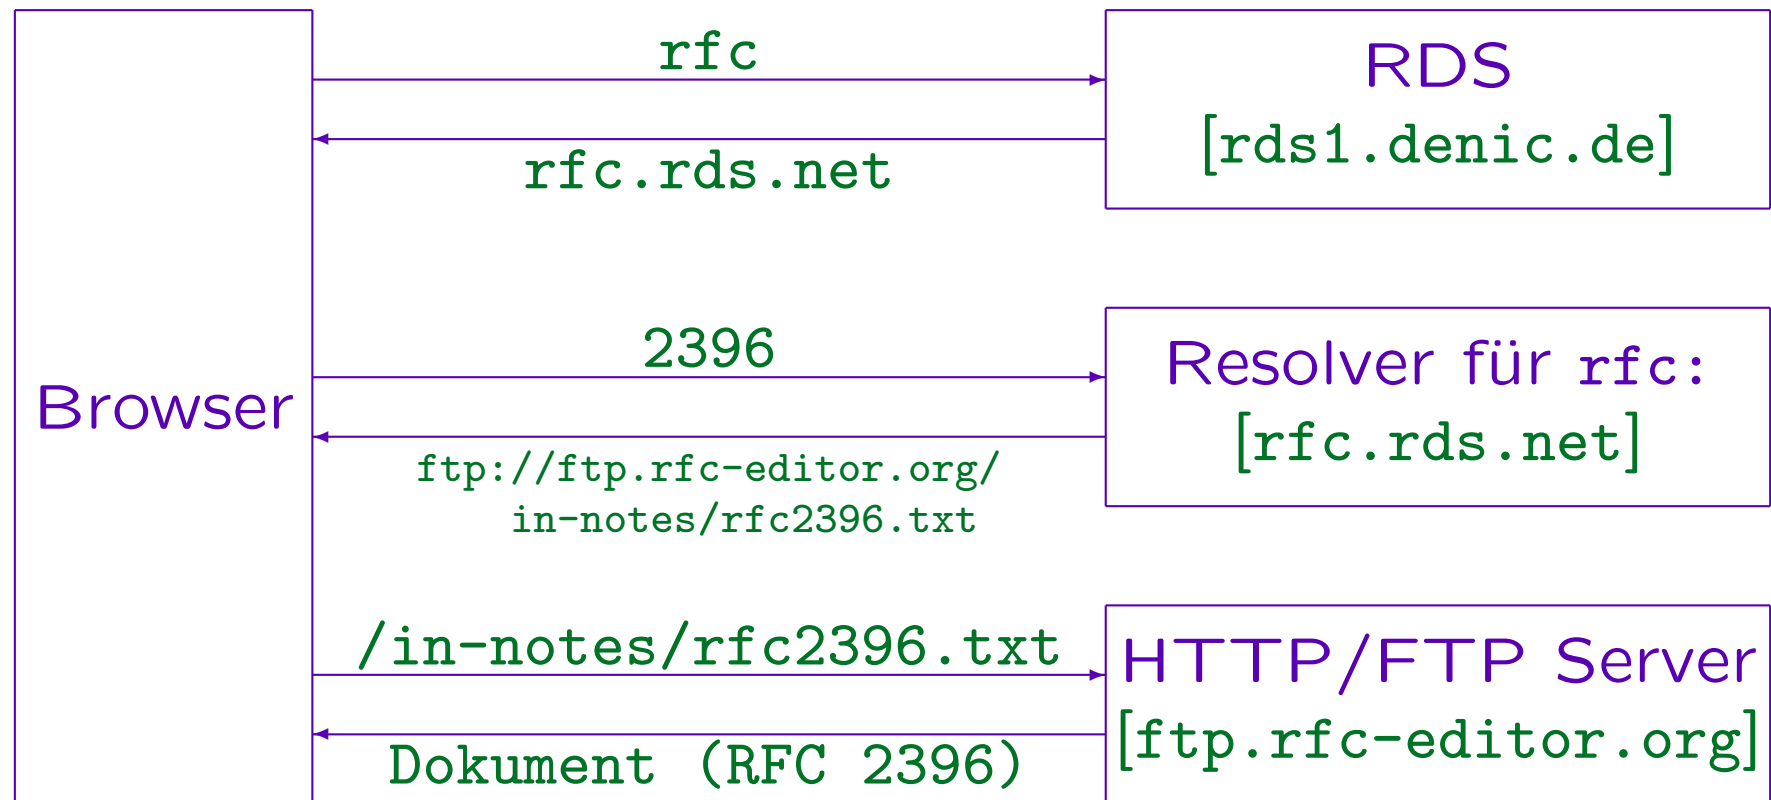 rfc
RDS
[rds1.denic.de]
rfc.rds.net
Browser
2396
Resolver für rfc:
[rfc.rds.net]
ftp://ftp.rfc-editor.org/
in-notes/rfc2396.txt
/in-notes/rfc2396.txt
HTTP/FTP Server
[ftp.rfc-editor.org]
Dokument (RFC 2396)